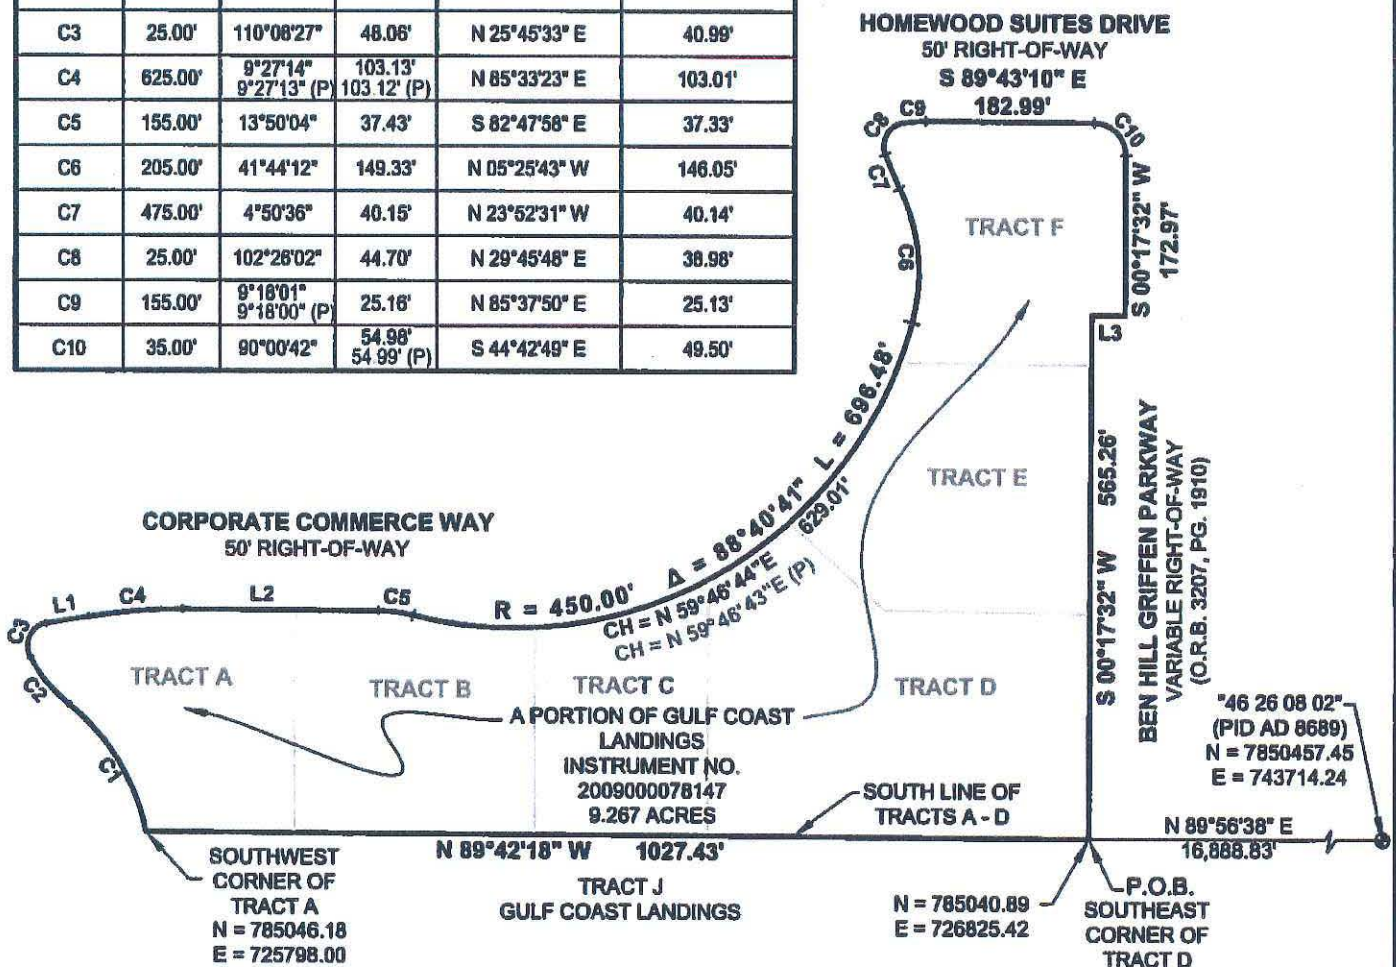 C3 25.00' 110°08'27" 48.06' N 25°45'33" E 40.99'
C4 625.00' 9°27'14" 103.13' N 85°33'23" E 103.01'
9°27'13" (P) 103.12' (P)
C5 155.00' 13°50'04" 37.43' S 82°47'58" E 37.33'
C6 205.00' 41°44'12" 149.33' N 05°25'43" W 146.05'
C7 475.00' 4°50'36" 40.15' N 23°52'31" W 40.14'
C8 25.00' 102°26'02" 44.70' N 29°45'48" E 38.98'
C9 155.00' 9°18'01" 25.16' N 85°37'50" E 25.13'
9°18'00" (P)
C10 35.00' 90°00'42" 54.98' S 44°42'49" E 49.50'
54.99' (P)
HOMEWOOD SUITES DRIVE
50' RIGHT-OF-WAY
S 89°43'10" E
182.99'
C8
C9
C10
C7
C6
TRACT F
S 00°17'32" W
172.97'
L3
TRACT E
S 00°17'32" W 565.26'
BEN HILL GRIFFEN PARKWAY
VARIABLE RIGHT-OF-WAY
(O.R.B. 3207, PG. 1910)
CORPORATE COMMERCE WAY
50' RIGHT-OF-WAY
C3
L1
C4
L2
C5
R = 450.00' Δ = 88°40'41" L = 696.48'
629.01'
CH = N 59°46'44"E
CH = N 59°46'43"E (P)
C2
C1
TRACT A
TRACT B
TRACT C
TRACT D
A PORTION OF GULF COAST
LANDINGS
INSTRUMENT NO.
2009000078147
9.267 ACRES
SOUTH LINE OF
TRACTS A - D
"46 26 08 02"
(PID AD 8689)
N = 7850457.45
E = 743714.24
N 89°56'38" E
16,888.83'
N 89°42'18" W 1027.43'
SOUTHWEST
CORNER OF
TRACT A
N = 785046.18
E = 725798.00
TRACT J
GULF COAST LANDINGS
N = 785040.89
E = 726825.42
P.O.B.
SOUTHEAST
CORNER OF
TRACT D